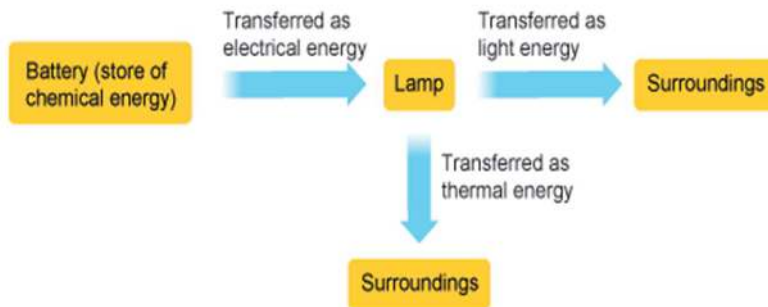 Transferred as
electrical energy
Transferred as
light energy
Battery (store of
chemical energy)
Lamp
Surroundings
Transferred as
thermal energy
Surroundings